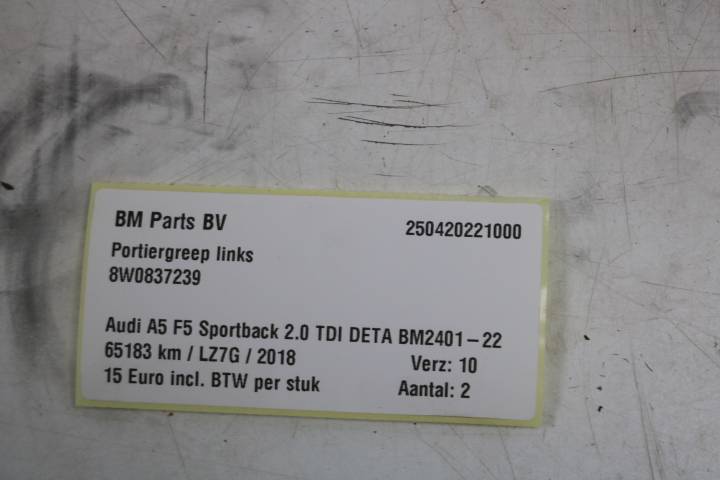 BM Parts BV 250420221000
Portiergreep links
8W0837239
Audi A5 F5 Sportback 2.0 TDI DETA BM2401-22
65183 km / LZ7G / 2018 Verz: 10
15 Euro incl. BTW per stuk Aantal: 2